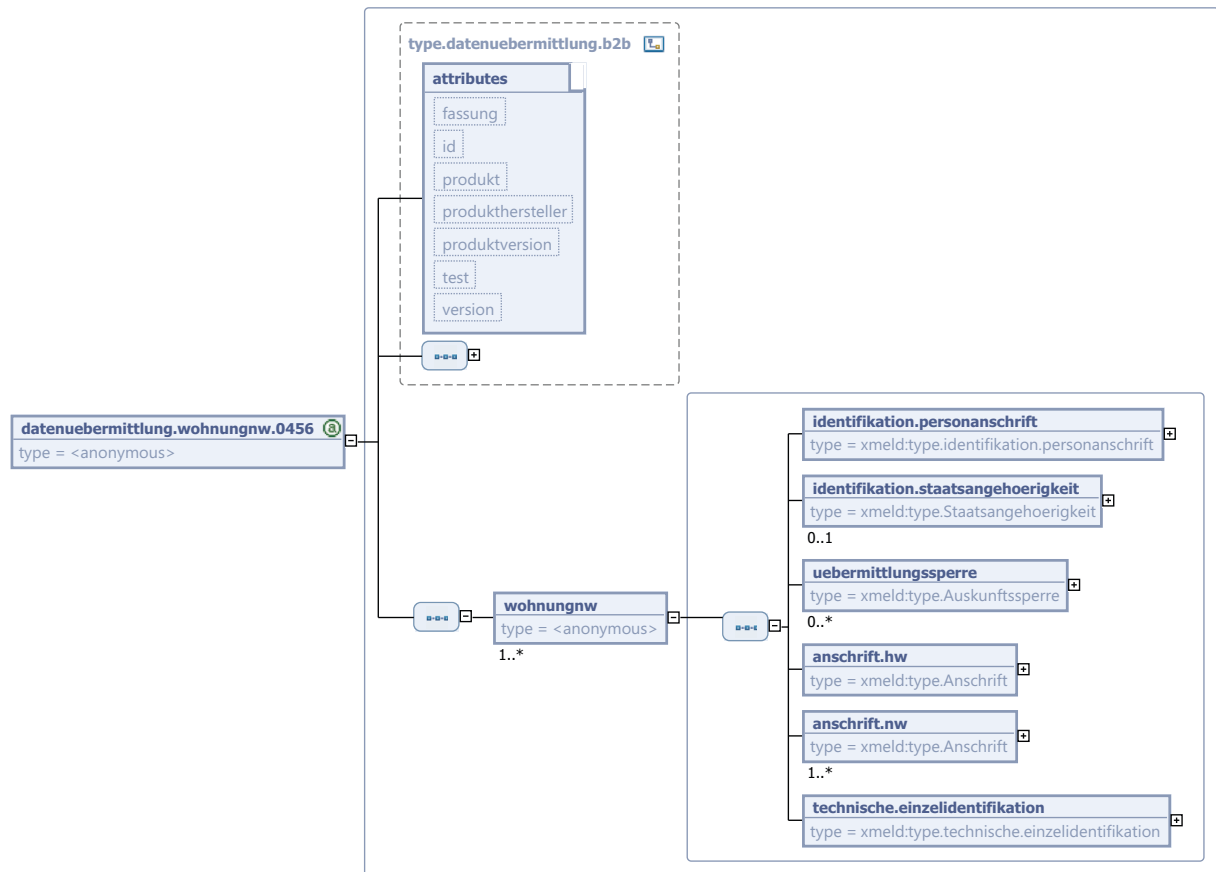 type.datenuebermittlung.b2b
attributes
fassung
id
produkt
produkthersteller
produktversion
test
version
datenuebermittlung.wohnungnw.0456 a
type = <anonymous>
wohnungnw
type = <anonymous>
1..*
identifikation.personanschrift
type = xmeld:type.identifikation.personanschrift
identifikation.staatsangehoerigkeit
type = xmeld:type.Staatsangehoerigkeit
0..1
uebermittlungssperre
type = xmeld:type.Auskunftssperre
0..*
anschrift.hw
type = xmeld:type.Anschrift
anschrift.nw
type = xmeld:type.Anschrift
1..*
technische.einzelidentifikation
type = xmeld:type.technische.einzelidentifikation